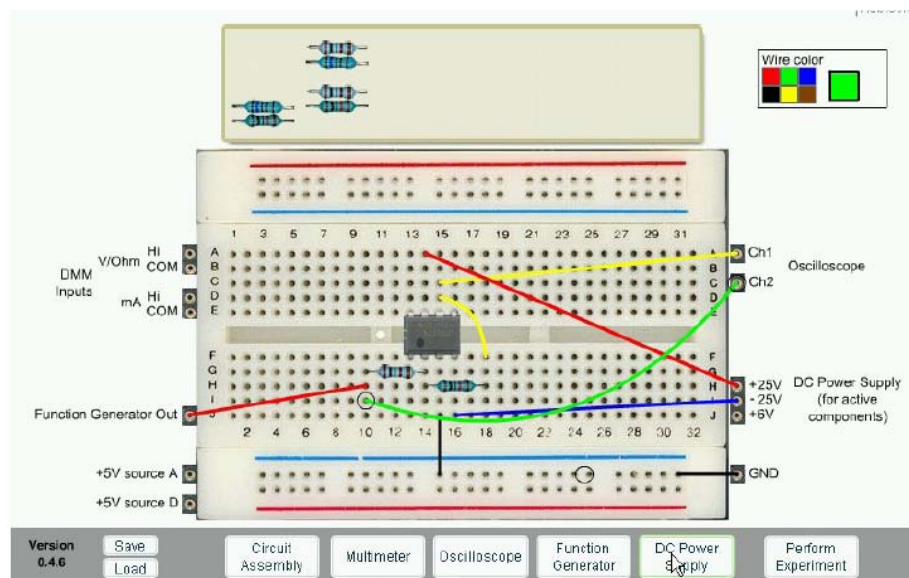 Wire color
1 3 5 7 9 11 13 15 17 19 21 23 25 27 29 31
A A
B B
C C
D D
E E
V/Ohm Hi
COM
DMM
Inputs
mA Hi
COM
Ch1
Oscilloscope
Ch2
F F
G G
H H
I
J J
Function Generator Out
+25V
-25V
+6V
DC Power Supply
(for active
components)
2 4 6 8 10 12 14 16 18 20 22 24 26 28 30 32
+5V source A
GND
+5V source D
Version
0.4.6
Save
Load
Circuit
Assembly
Multimeter
Oscilloscope
Function
Generator
DC Power
Supply
Perform
Experiment